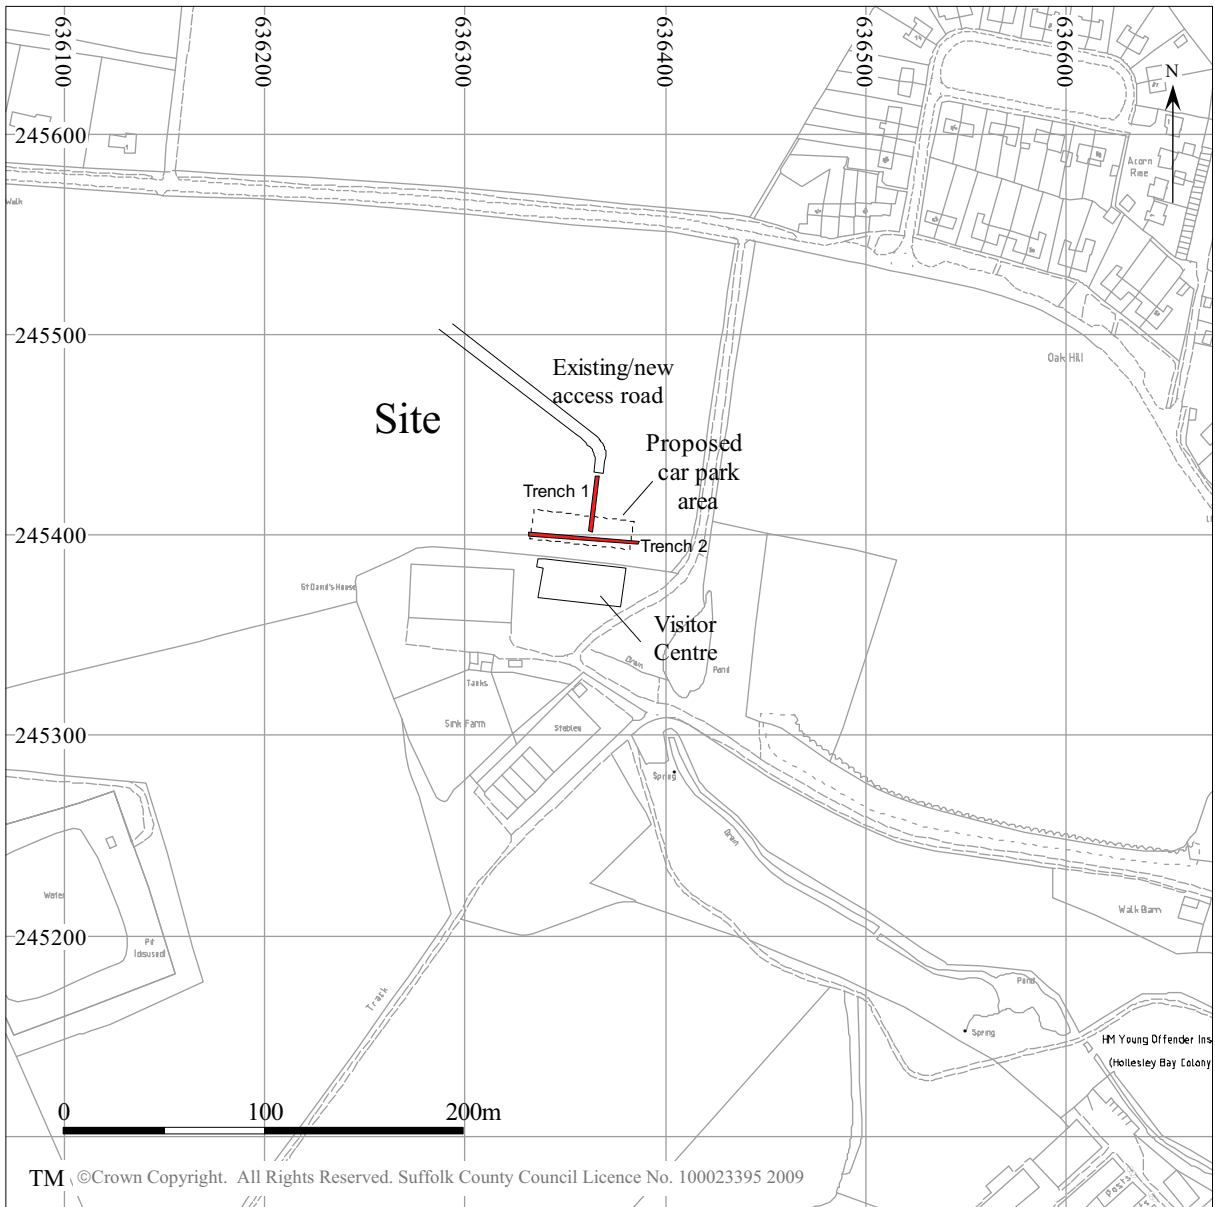 636100
636200
636300
636400
636500
636600
N
245600
Acorn
Rise
Walk
245500
Oak Hill
Existing/new
access road
Site
Proposed
car park
area
Trench 1
245400
Trench 2
St David's House
Visitor
Centre
Drain
Pond
Tanks
Sink Farm
Stables
245300
Spring
Drain
Water
Walk Barn
245200
Pit
(disused)
Track
Pond
Spring
HM Young Offender Ins
(Hollesley Bay Colony
0 100 200m
TM ©Crown Copyright. All Rights Reserved. Suffolk County Council Licence No. 100023395 2009